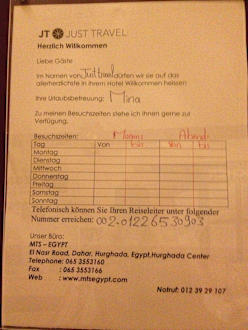 JT JUST TRAVEL
Herzlich Willkommen
Liebe Gäste
Im Namen von Just travel dürfen wir sie auf das
allerherzlichste in ihrem Hotel Willkommen heissen
Ihre Urlaubsbetreuung: Mina
Zu meinen Besuchszeiten stehe ich Ihnen gerne zur
Verfügung.
Besuchszeiten: Abends
Tag von bis von bis
Montag
Dienstag
Mittwoch
Donnerstag
Freitag
Samstag
Sonntag
Telefonisch können Sie Ihren Reiseleiter unter folgender
Nummer erreichen: 002-01226530903
Unser Büro:
MTS – EGYPT
El Nasr Road, Dahar, Hurghada, Egypt, Hurghada Center
Telephone: 065 3553160
Fax : 065 3553166
Web : www.mtsegypt.com
Notruf: 012 39 29 107